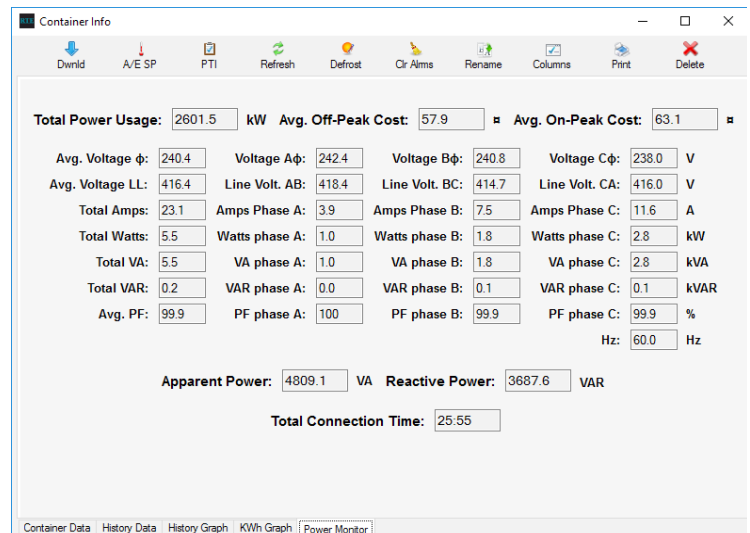 RTE Container Info
Dwnld A/E SP PTI Refresh Defrost Clr Alrms Rename Columns Print Delete
Total Power Usage: 2601.5 kW Avg. Off-Peak Cost: 57.9 ¤ Avg. On-Peak Cost: 63.1 ¤
Avg. Voltage ф: 240.4 Voltage Aф: 242.4 Voltage Bф: 240.8 Voltage Cф: 238.0 V
Avg. Voltage LL: 416.4 Line Volt. AB: 418.4 Line Volt. BC: 414.7 Line Volt. CA: 416.0 V
Total Amps: 23.1 Amps Phase A: 3.9 Amps Phase B: 7.5 Amps Phase C: 11.6 A
Total Watts: 5.5 Watts phase A: 1.0 Watts phase B: 1.8 Watts phase C: 2.8 kW
Total VA: 5.5 VA phase A: 1.0 VA phase B: 1.8 VA phase C: 2.8 kVA
Total VAR: 0.2 VAR phase A: 0.0 VAR phase B: 0.1 VAR phase C: 0.1 kVAR
Avg. PF: 99.9 PF phase A: 100 PF phase B: 99.9 PF phase C: 99.9 %
Hz: 60.0 Hz
Apparent Power: 4809.1 VA Reactive Power: 3687.6 VAR
Total Connection Time: 25:55
Container Data History Data History Graph KWh Graph Power Monitor